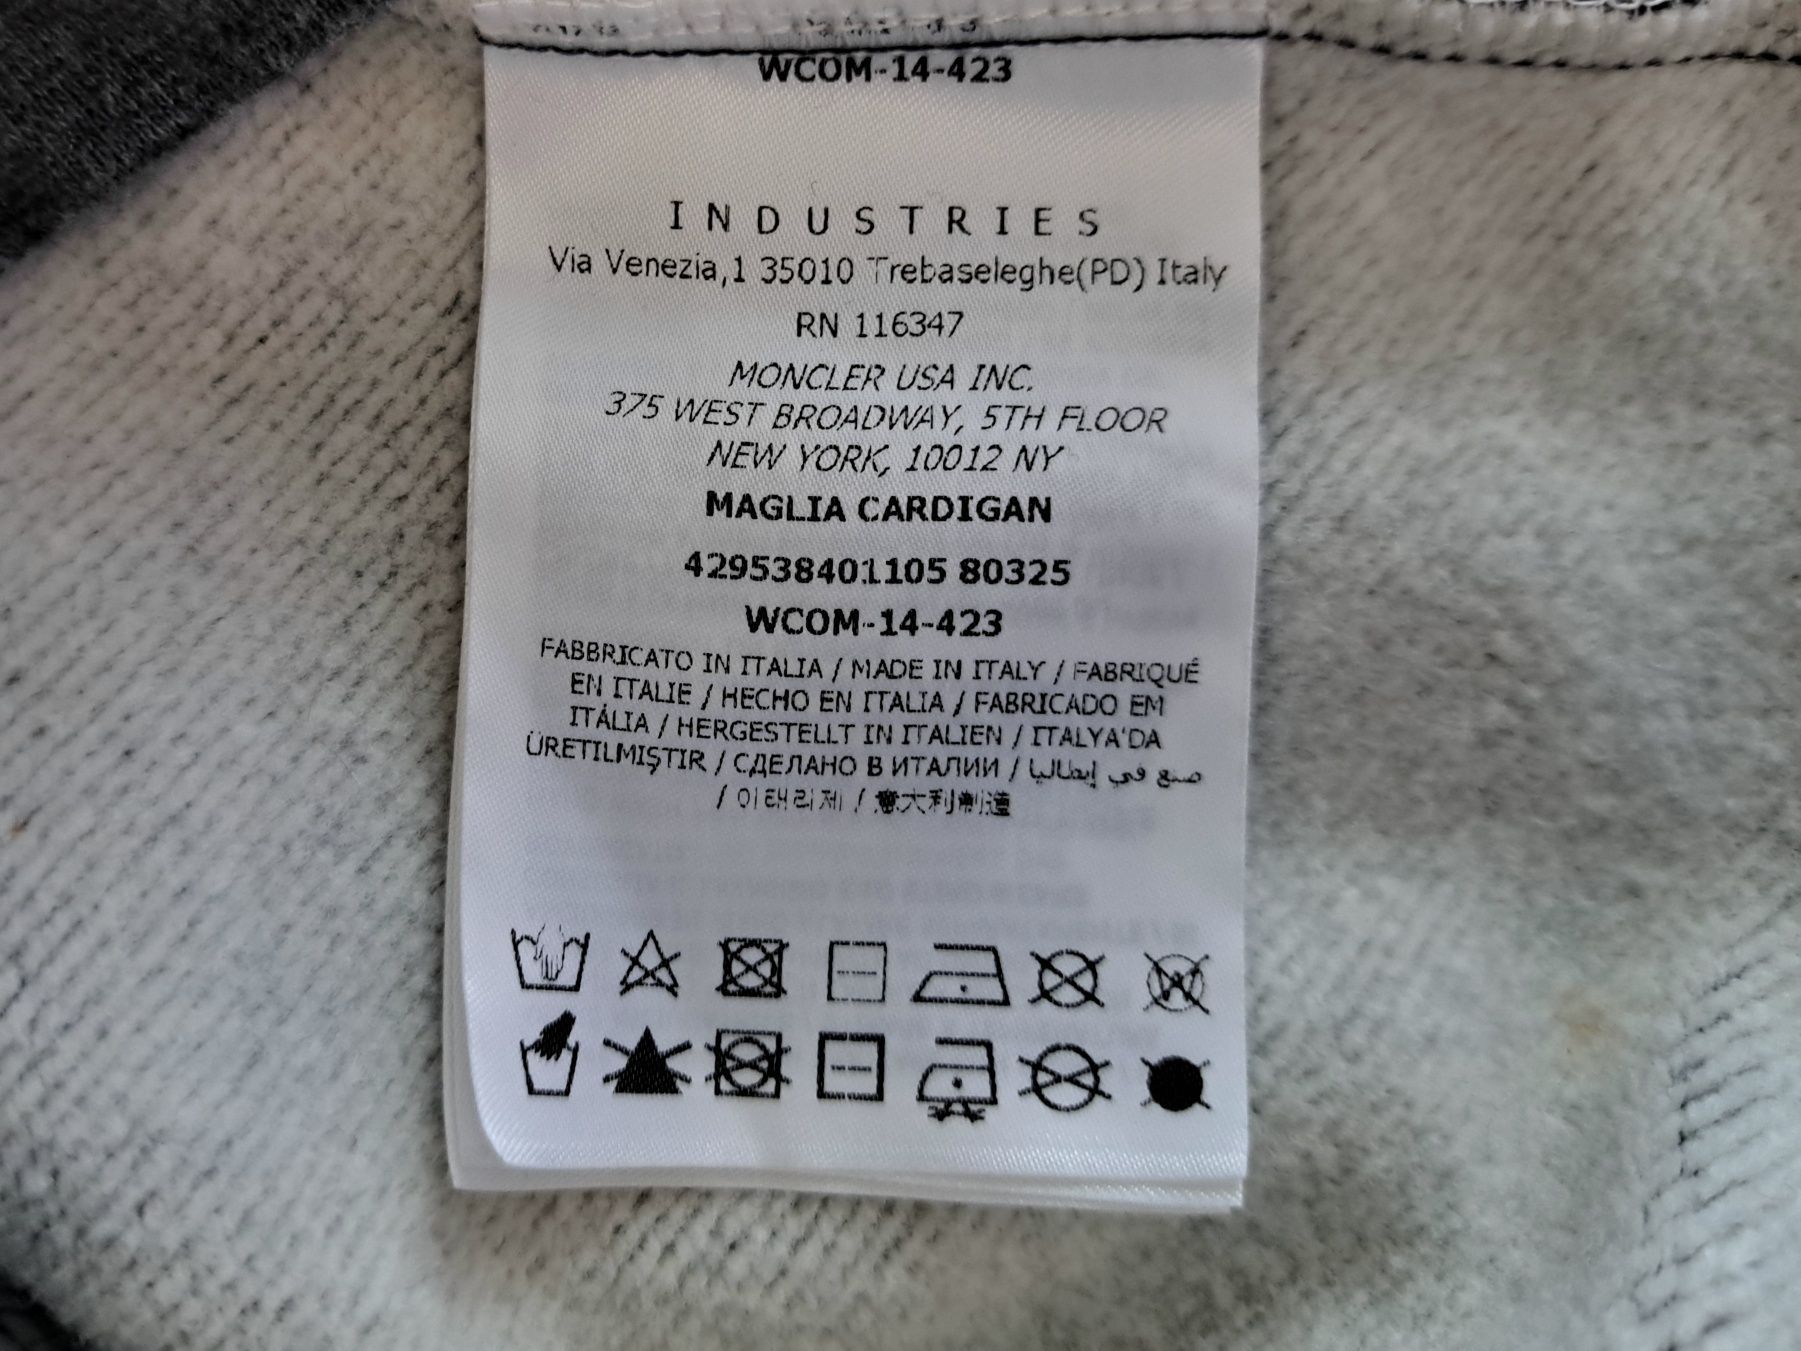 WCOM-14-423
INDUSTRIES
Via Venezia,1 35010 Trebaseleghe(PD) Italy
RN 116347
MONCLER USA INC.
375 WEST BROADWAY, 5TH FLOOR
NEW YORK, 10012 NY
MAGLIA CARDIGAN
429538401105 80325
WCOM-14-423
FABBRICATO IN ITALIA / MADE IN ITALY / FABRIQUÉ
EN ITALIE / HECHO EN ITALIA / FABRICADO EM
ITÁLIA / HERGESTELLT IN ITALIEN / ITALYA'DA
ÜRETILMIŞTIR / СДЕЛАНО В ИТАЛИИ / صنع في إيطاليا
/ 이태리제 / 意大利制造
W